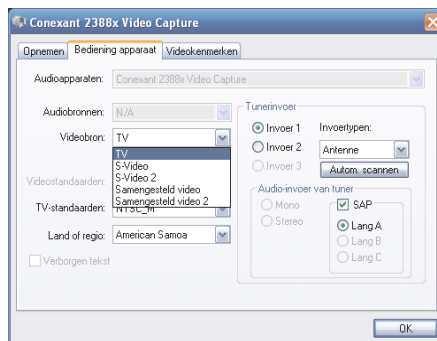 Conexant 2388x Video Capture
Opnemen Bediening apparaat Videokenmerken
Audioapparaten: Conexant 2388x Video Capture
Audiobronnen: N/A
Videobron: TV
TV
S-Video
S-Video 2
Samengesteld video
Samengesteld video 2
Videostandaarden:
TV-standaarden: NTSC_M
Land of regio: American Samoa
Verborgen tekst
Tunerinvoer
Invoer 1 Invoertypen:
Invoer 2 Antenne
Invoer 3 Autom. scannen
Audio-invoer van tuner
Mono SAP
Stereo Lang A
Lang B
Lang C
OK